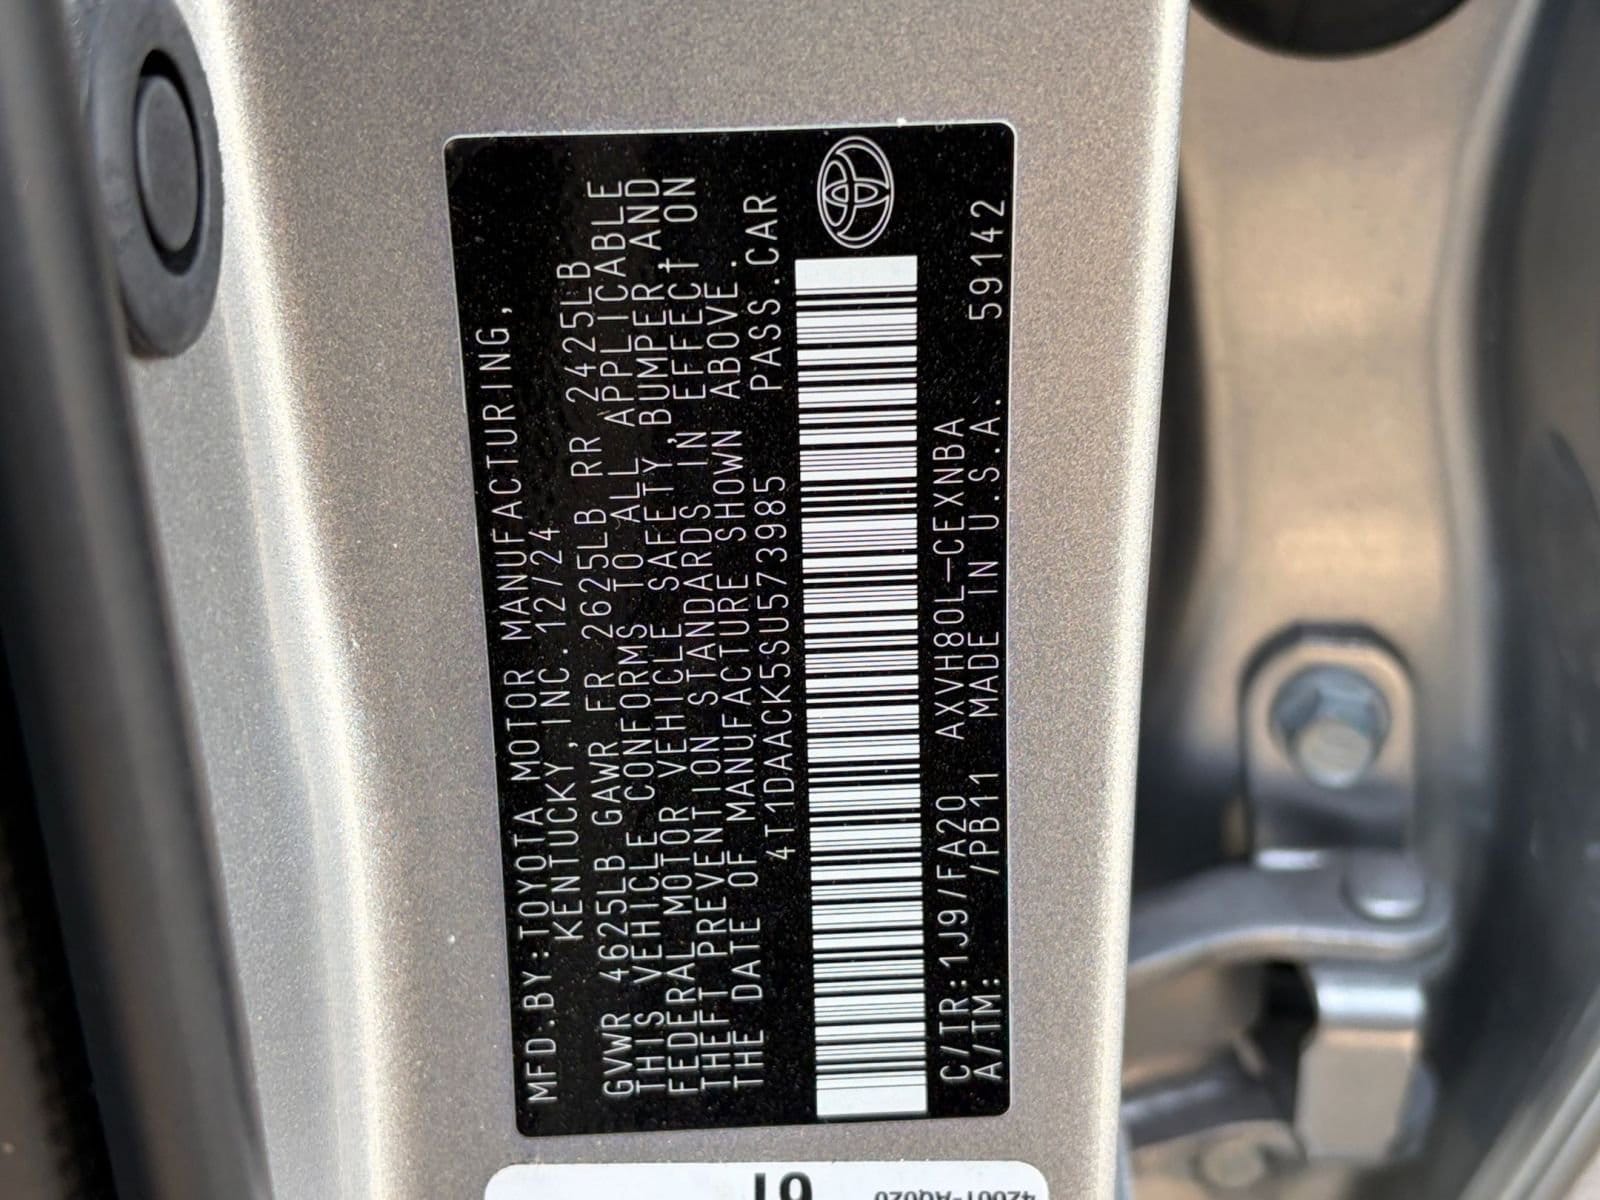 MFD.BY:TOYOTA MOTOR MANUFACTURING,
KENTUCKY, INC. 12/24
GVWR 4625LB GAWR FR 2625LB RR 2425LB
THIS VEHICLE CONFORMS TO ALL APPLICABLE
FEDERAL MOTOR VEHICLE SAFETY,BUMPER,AND
THEFT PREVENTION STANDARDS IN EFFECT ON
THE DATE OF MANUFACTURE SHOWN ABOVE.
4T1DAACK5SU573985 PASS.CAR
C/TR:1J9/FA20 AXVH80L-CEXNBA
A/TM: /PB11 MADE IN U.S.A. 59142